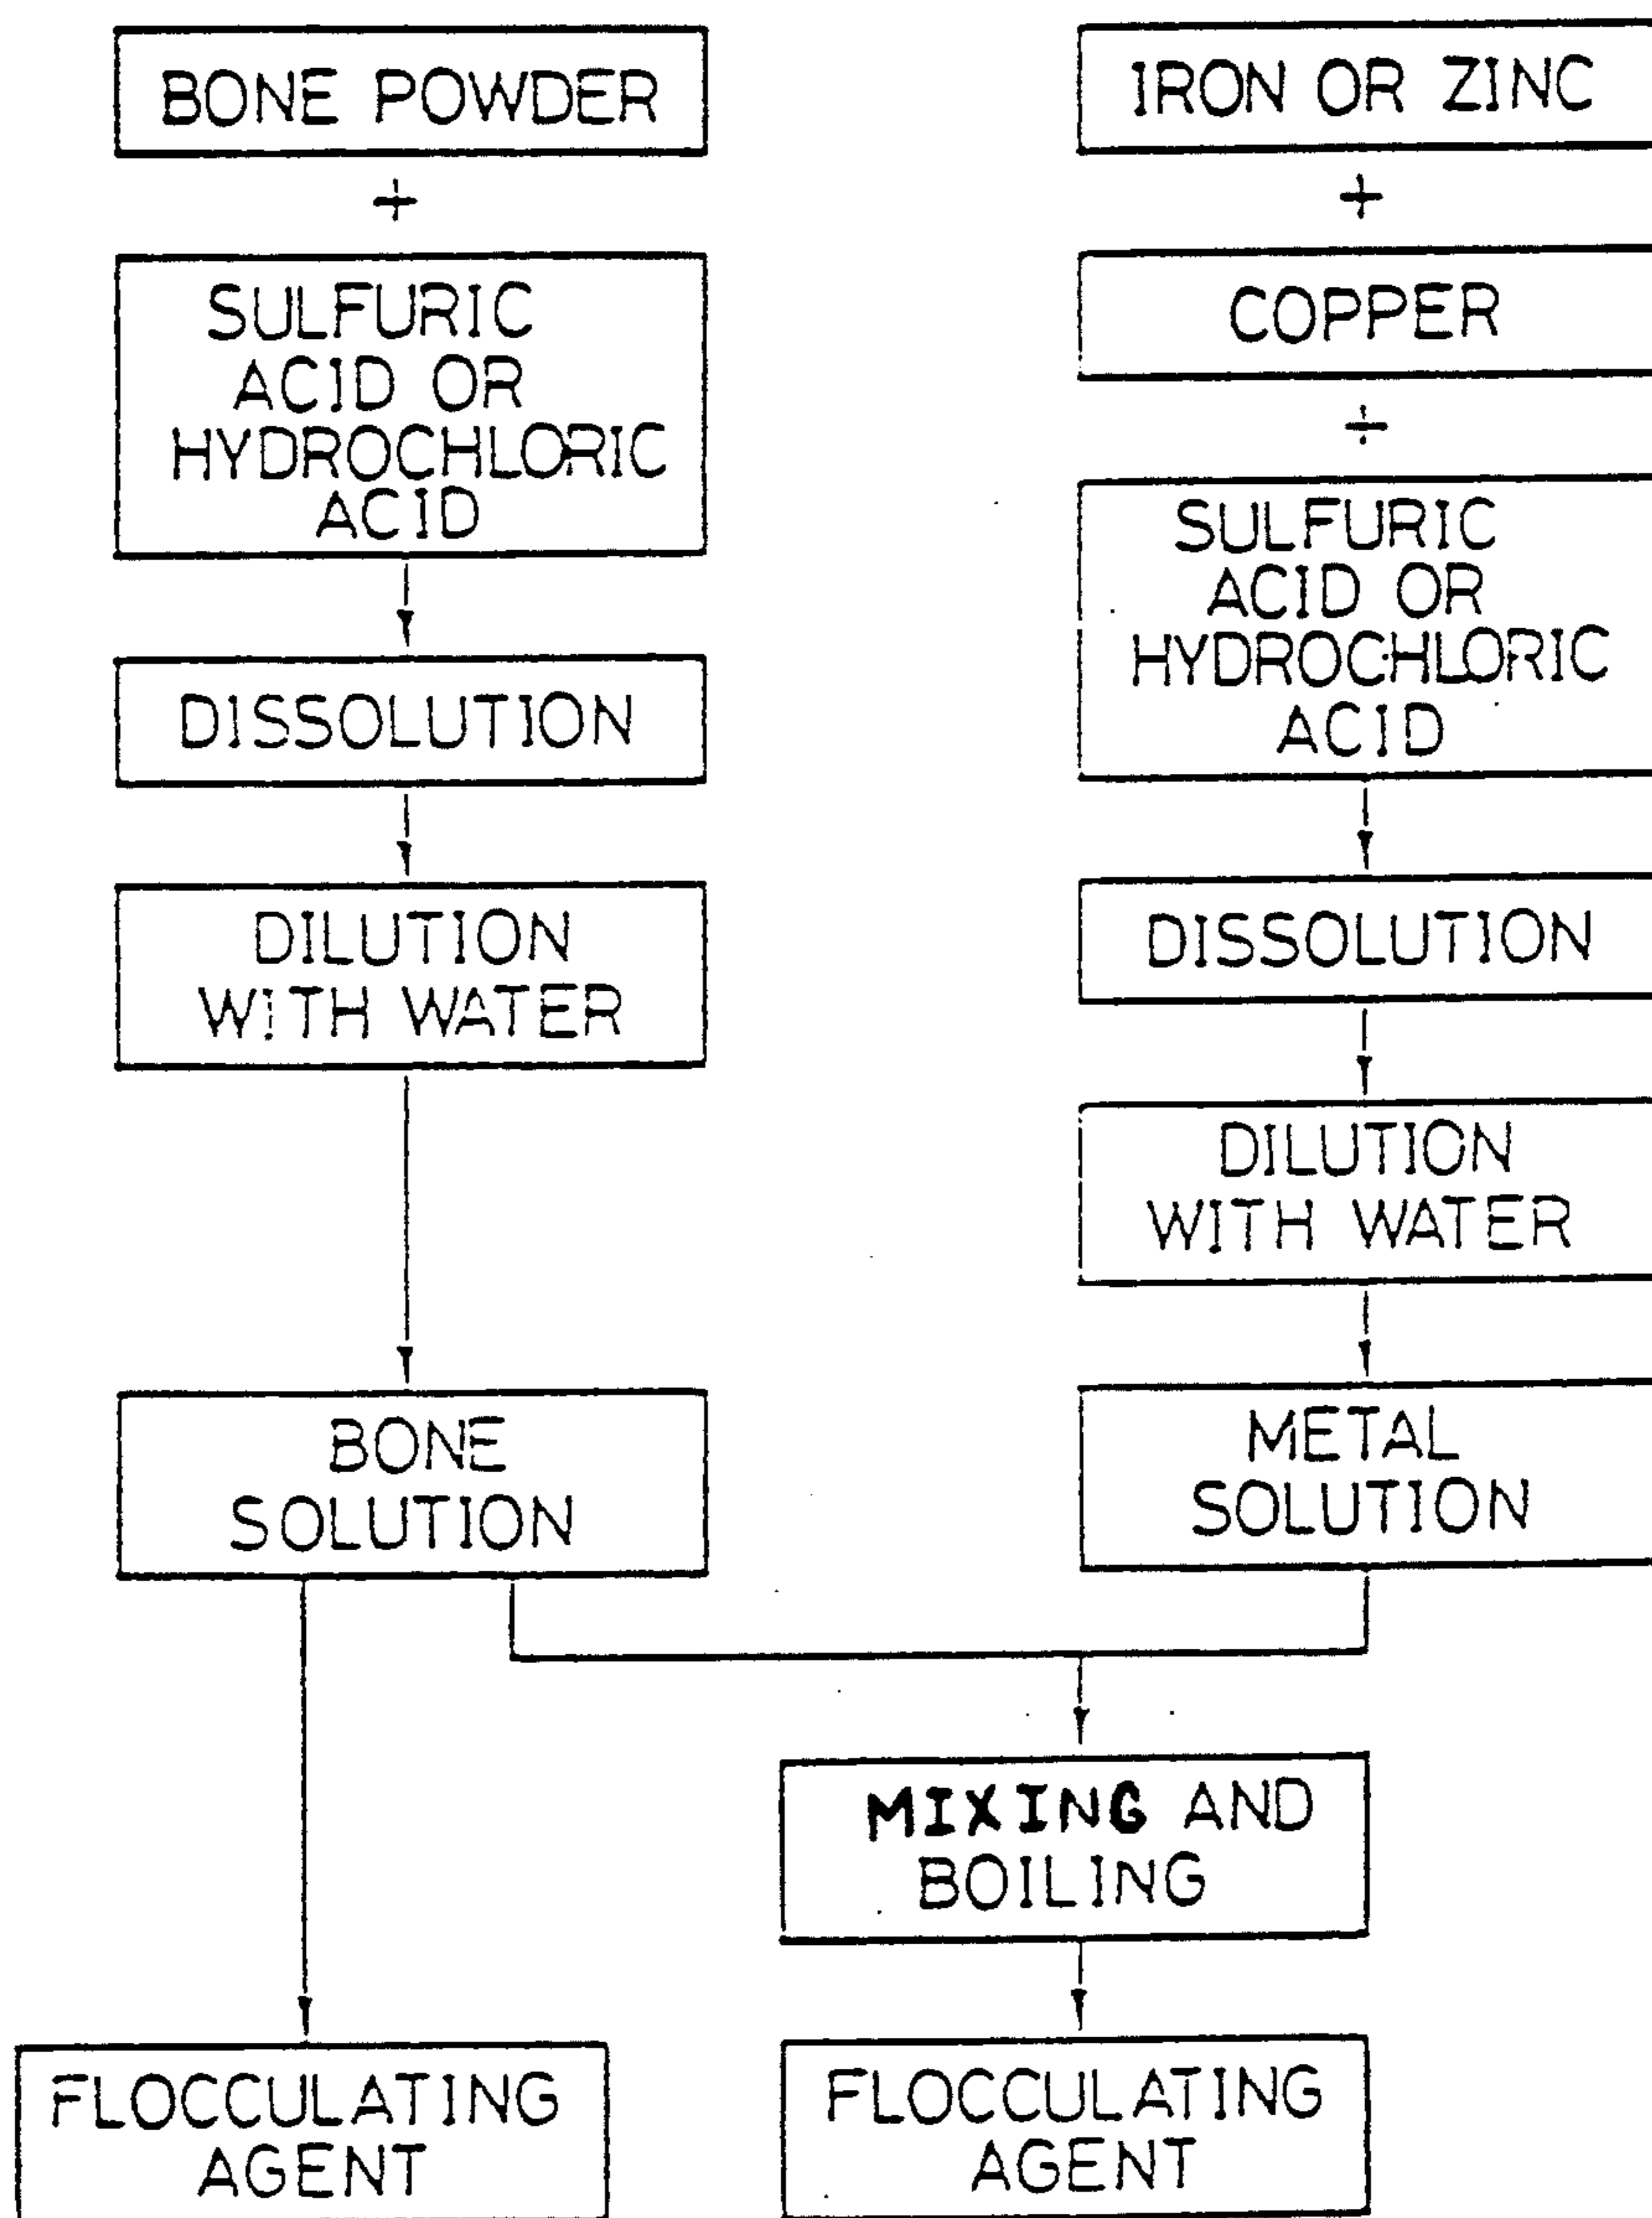 BONE POWDER
+
SULFURIC
ACID OR
HYDROCHLORIC
ACID
DISSOLUTION
DILUTION
WITH WATER
BONE
SOLUTION
FLOCCULATING
AGENT
IRON OR ZINC
+
COPPER
+
SULFURIC
ACID OR
HYDROCHLORIC
ACID
DISSOLUTION
DILUTION
WITH WATER
METAL
SOLUTION
MIXING AND
BOILING
FLOCCULATING
AGENT